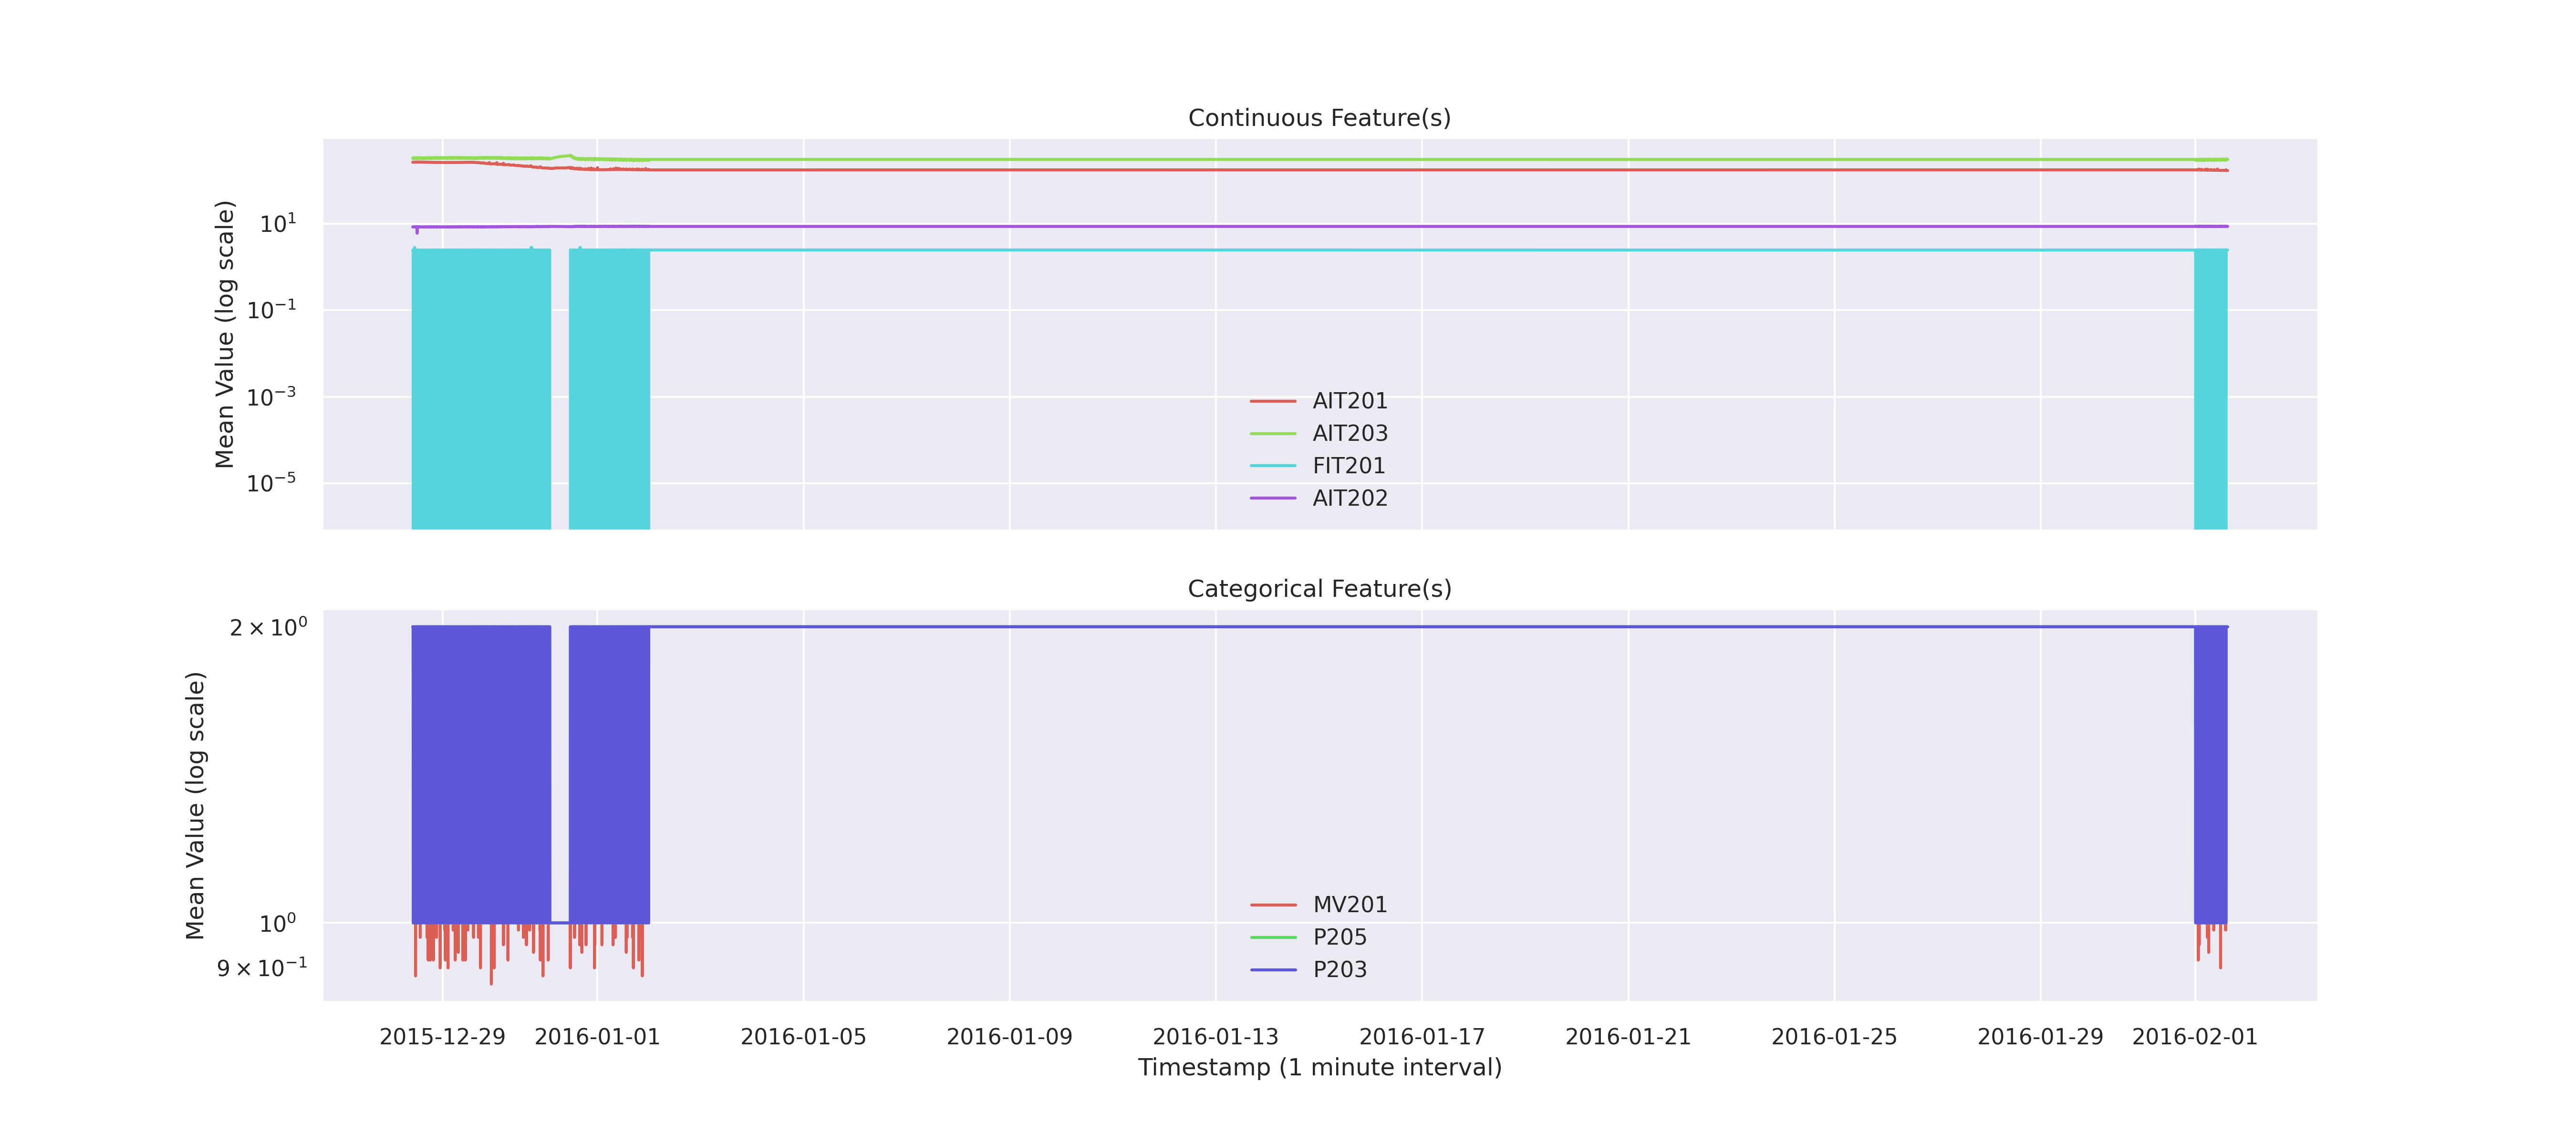 Continuous Feature(s)
Mean Value (log scale)
10¹
10⁻¹
10⁻³
10⁻⁵
AIT201
AIT203
FIT201
AIT202
Categorical Feature(s)
Mean Value (log scale)
2 × 10⁰
10⁰
9 × 10⁻¹
MV201
P205
P203
2015-12-29 2016-01-01 2016-01-05 2016-01-09 2016-01-13 2016-01-17 2016-01-21 2016-01-25 2016-01-29 2016-02-01
Timestamp (1 minute interval)